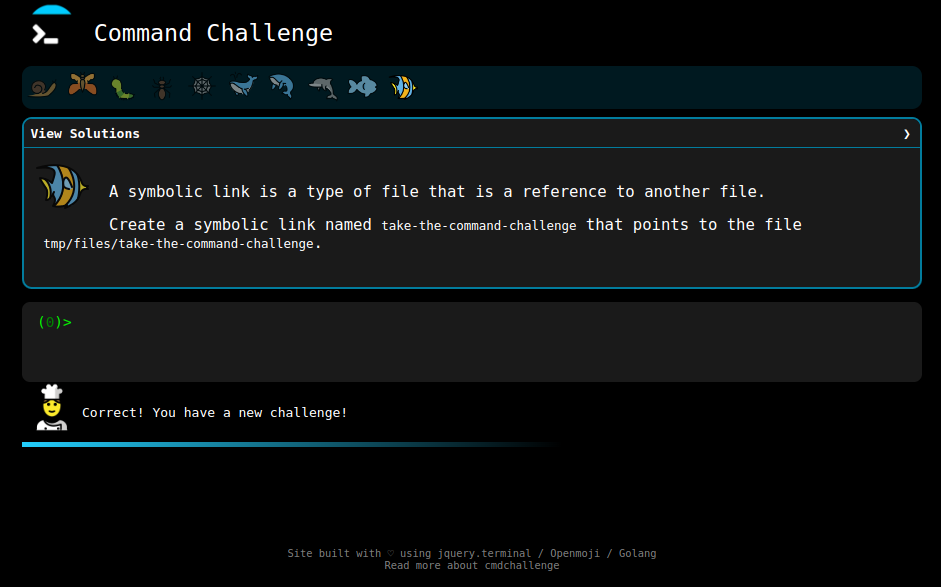 Command Challenge
View Solutions ❯
A symbolic link is a type of file that is a reference to another file.
Create a symbolic link named take-the-command-challenge that points to the file
tmp/files/take-the-command-challenge.
(0)>
Correct! You have a new challenge!
Site built with ♡ using jquery.terminal / Openmoji / Golang
Read more about cmdchallenge